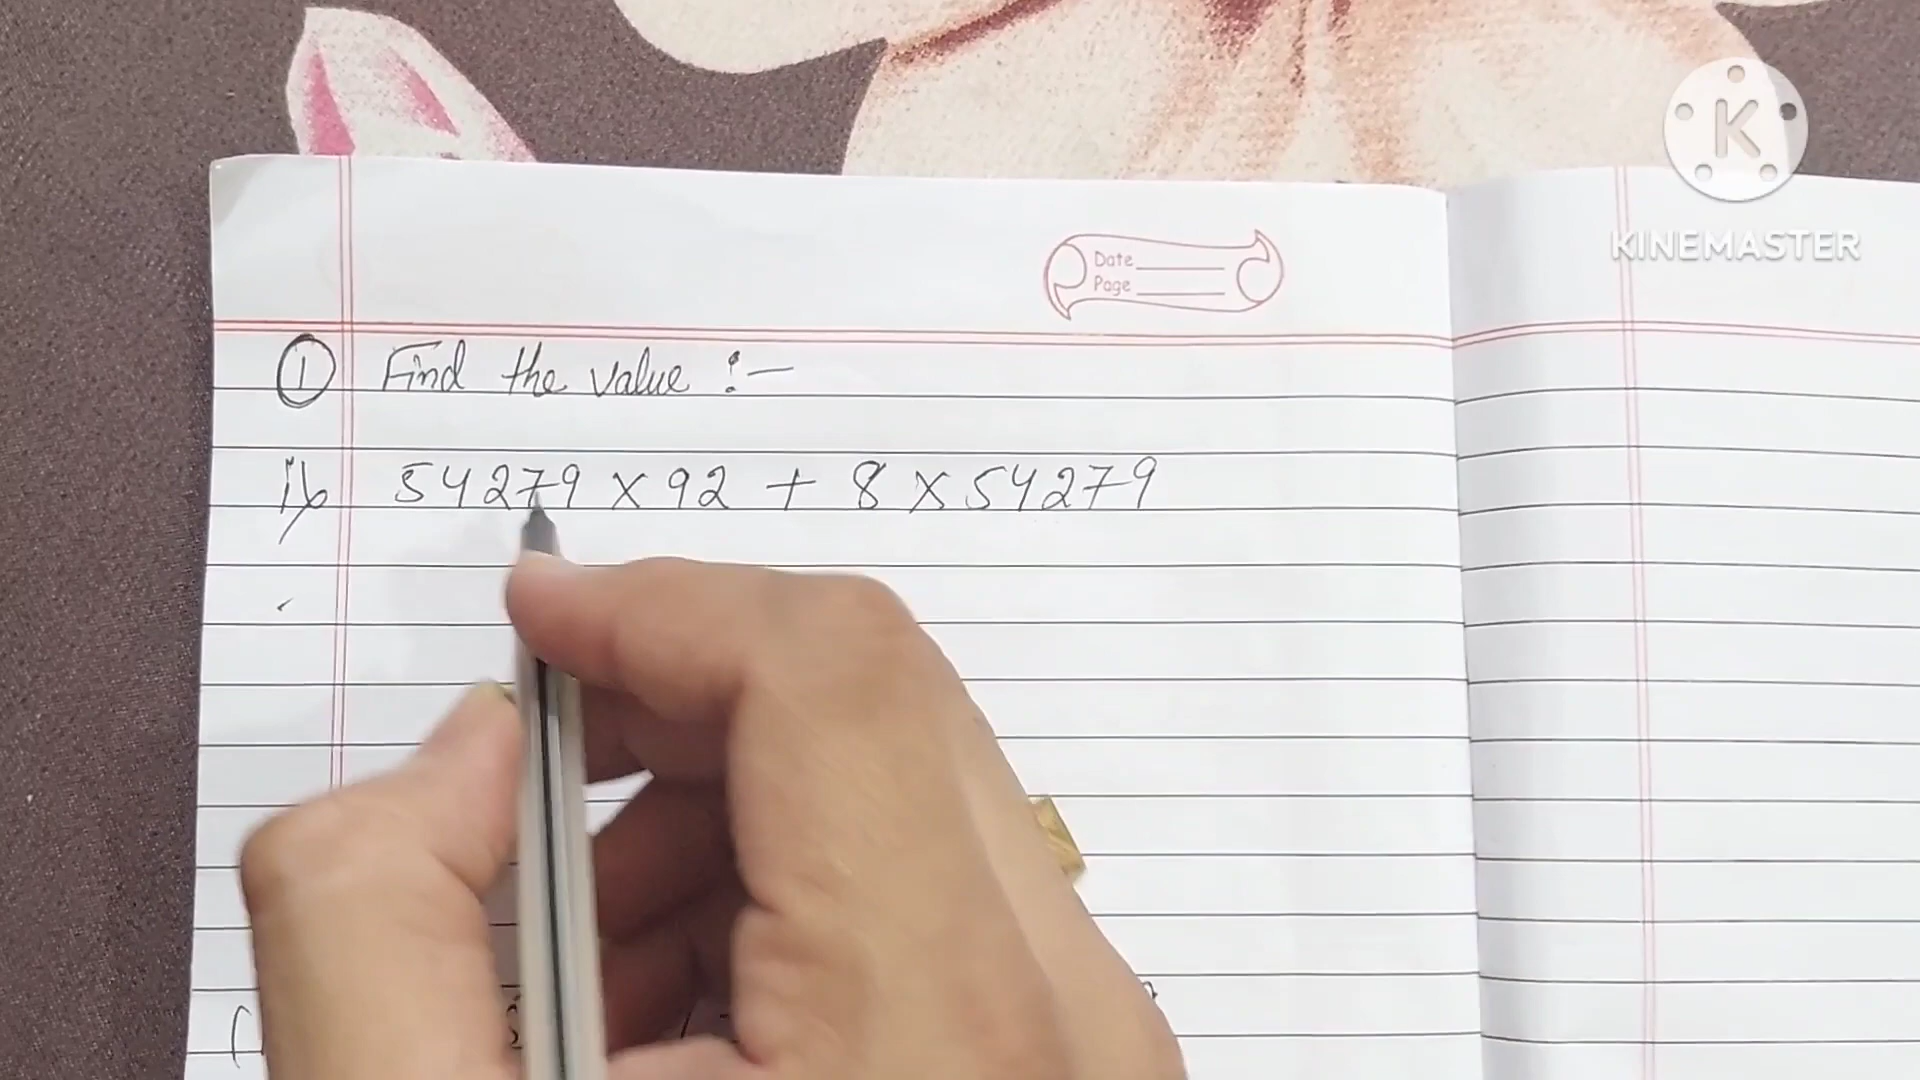 K
KINEMASTER
Date
Page
1 Find the value :-
i) 54279 × 92 + 8 × 54279